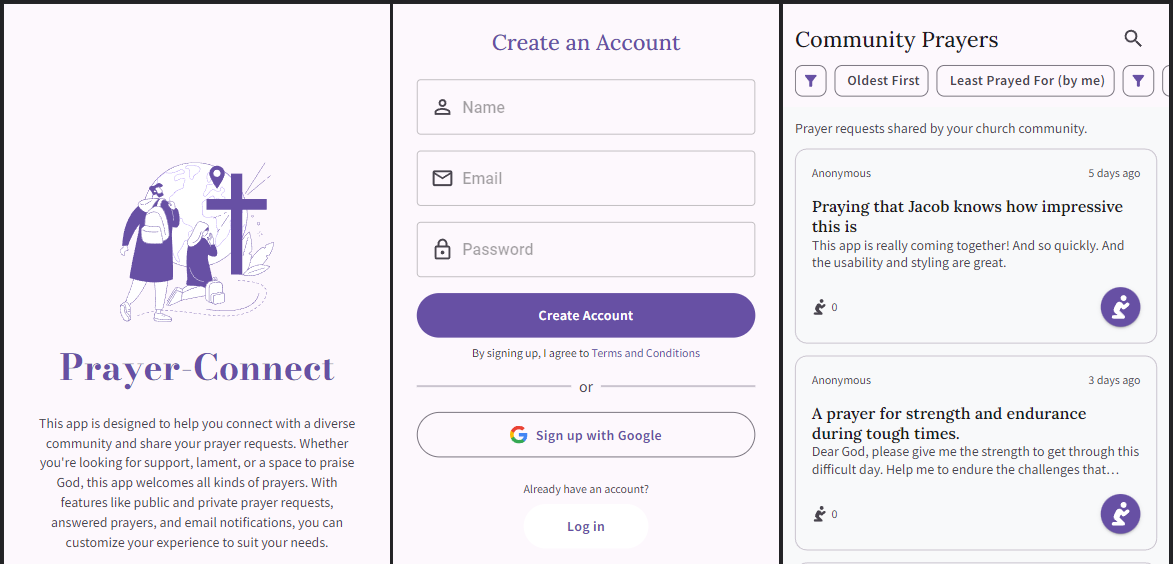 Prayer-Connect
This app is designed to help you connect with a diverse
community and share your prayer requests. Whether
you're looking for support, lament, or a space to praise
God, this app welcomes all kinds of prayers. With
features like public and private prayer requests,
answered prayers, and email notifications, you can
customize your experience to suit your needs.
Create an Account
Name
Email
Password
Create Account
By signing up, I agree to Terms and Conditions
or
Sign up with Google
Already have an account?
Log in
Community Prayers
Oldest First
Least Prayed For (by me)
Prayer requests shared by your church community.
Anonymous
5 days ago
Praying that Jacob knows how impressive
this is
This app is really coming together! And so quickly. And
the usability and styling are great.
0
Anonymous
3 days ago
A prayer for strength and endurance
during tough times.
Dear God, please give me the strength to get through this
difficult day. Help me to endure the challenges that…
0